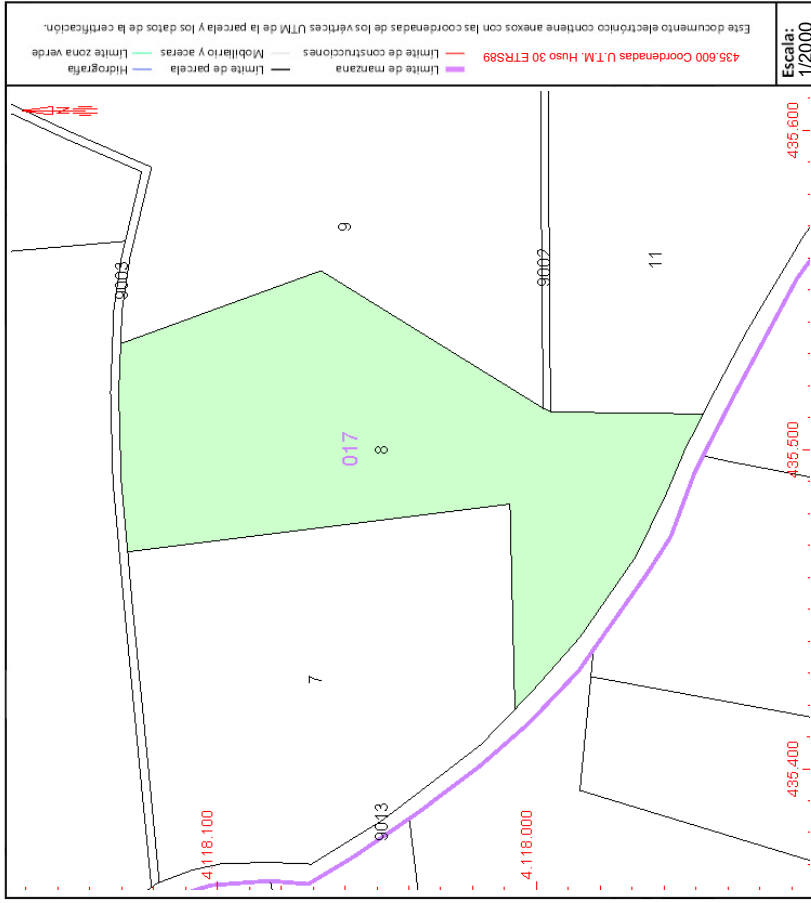 Este documento electrónico contiene anexos con las coordenadas de los vértices UTM de la parcela y los datos de la certificación.
435.600 Coordenadas U.T.M. Huso 30 ETRS89
Límite de manzana
Límite de construcciones
Límite de parcela
Mobiliario y aceras
Hidrografía
Límite zona verde
Escala:
1/2000
435.600
435.500
435.400
4.118.100
4.118.000
9003
9
9002
11
017
8
7
9013